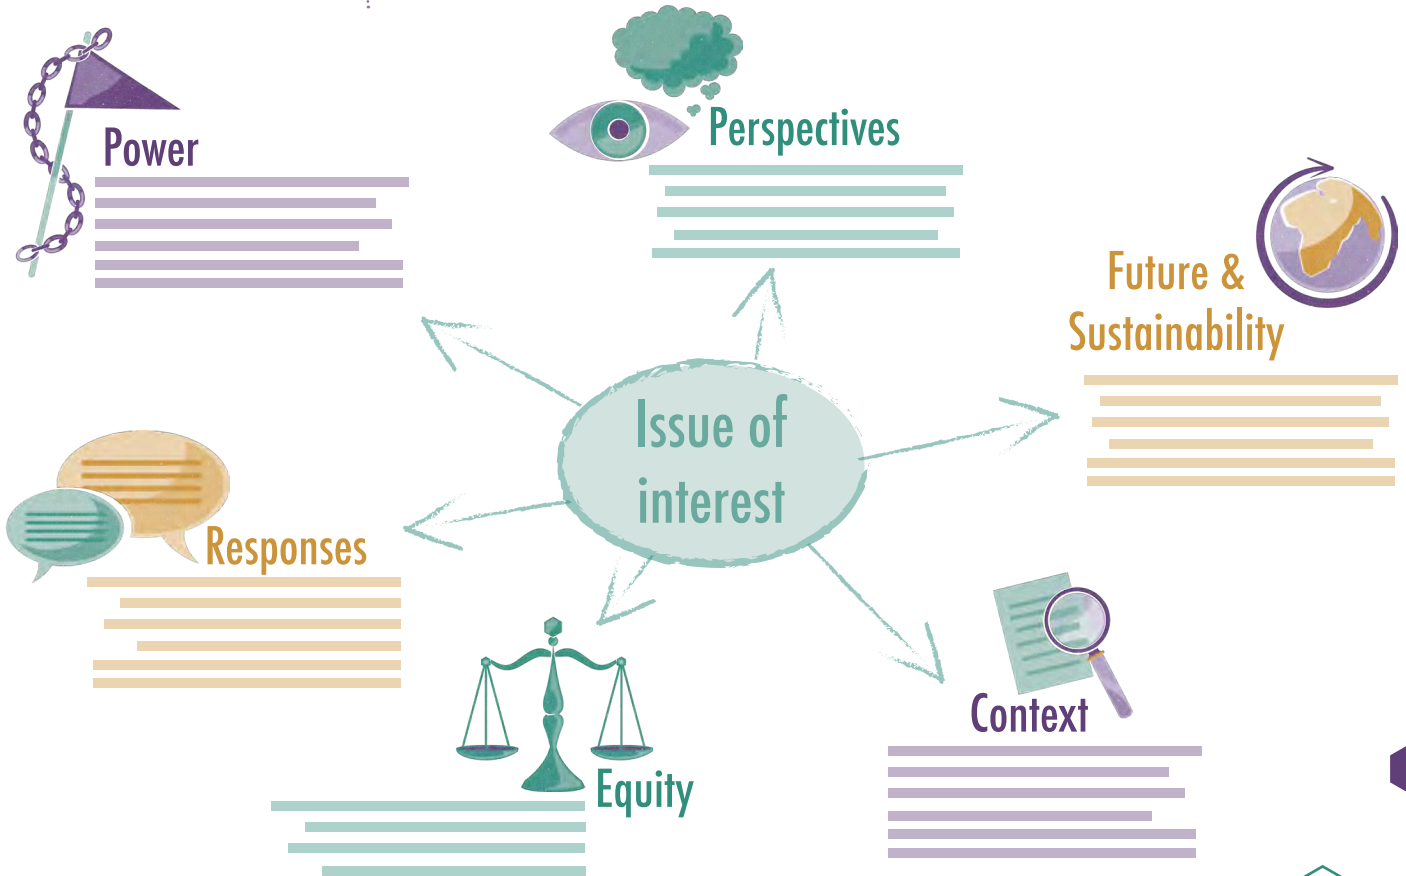 Power
Perspectives
Future &
Sustainability
Issue of
interest
Responses
Context
Equity